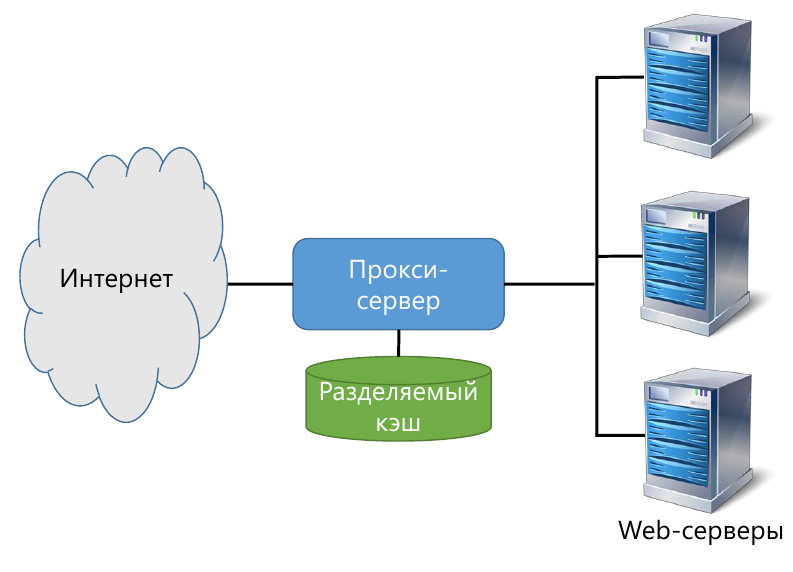 Интернет
Прокси-
сервер
Разделяемый
кэш
Web-серверы